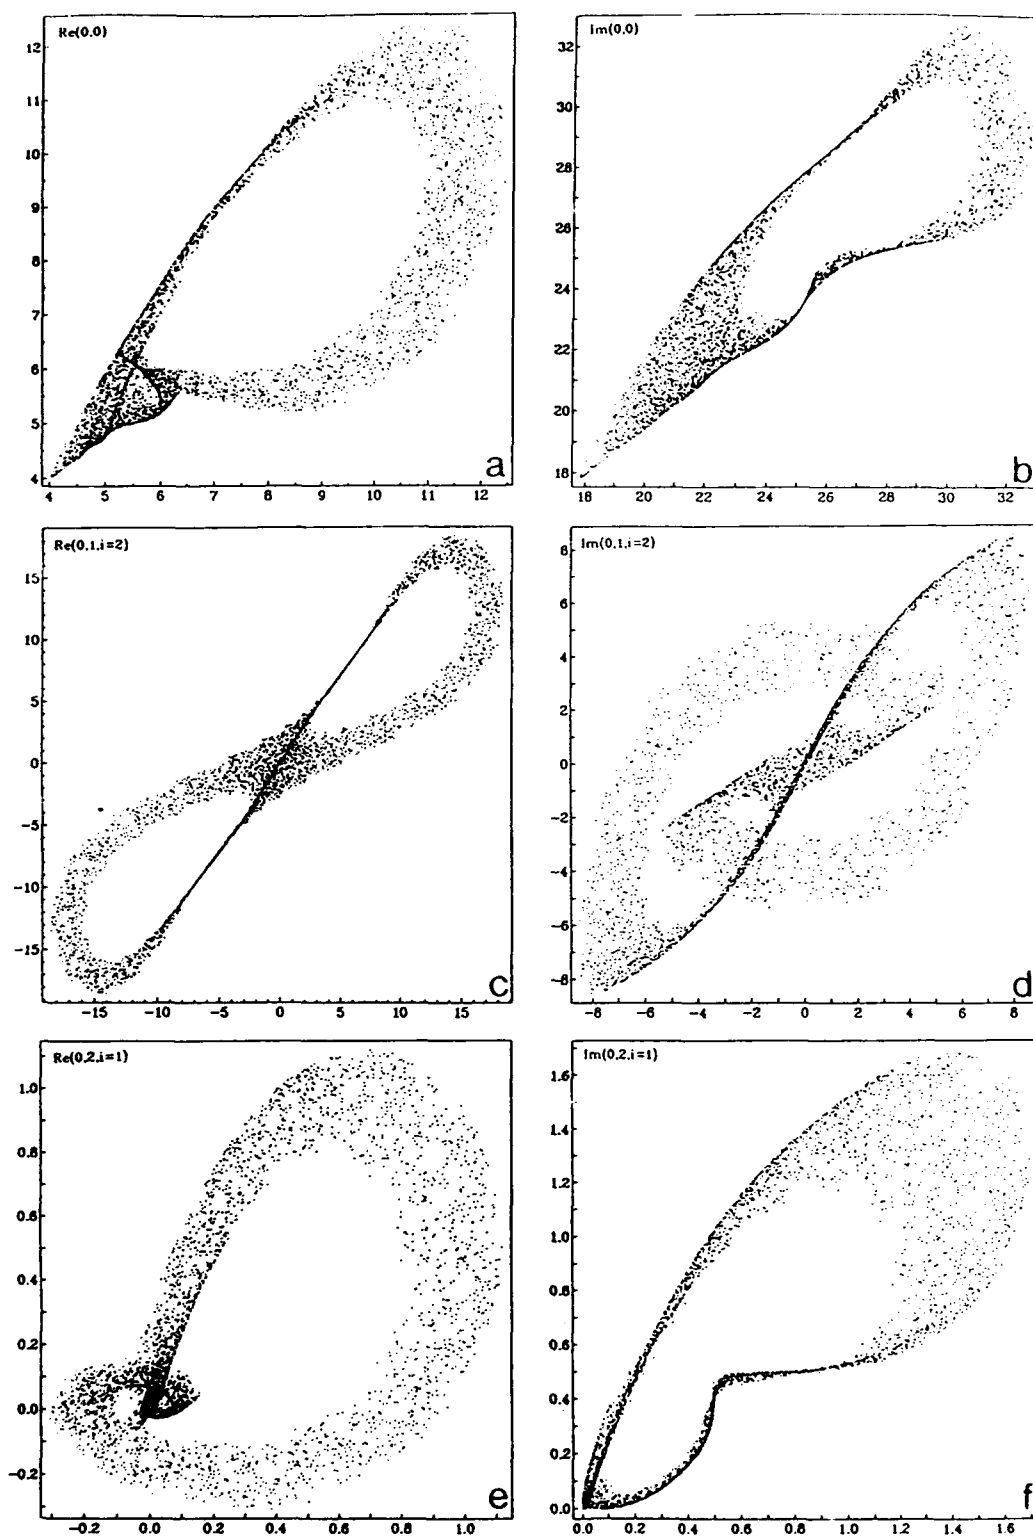 Re(0,0)
12
11
10
9
8
7
6
5
4
4 5 6 7 8 9 10 11 12
a
Im(0,0)
32
30
28
26
24
22
20
18
18 20 22 24 26 28 30 32
b
Re(0,1,i=2)
15
10
5
0
-5
-10
-15
-15 -10 -5 0 5 10 15
c
Im(0,1,i=2)
8
6
4
2
0
-2
-4
-6
-8
-8 -6 -4 -2 0 2 4 6 8
d
Re(0,2,i=1)
1.0
0.8
0.6
0.4
0.2
0.0
-0.2
-0.2 0.0 0.2 0.4 0.6 0.8 1.0
e
Im(0,2,i=1)
1.6
1.4
1.2
1.0
0.8
0.6
0.4
0.2
0.0
0.0 0.2 0.4 0.6 0.8 1.0 1.2 1.4 1.6
f